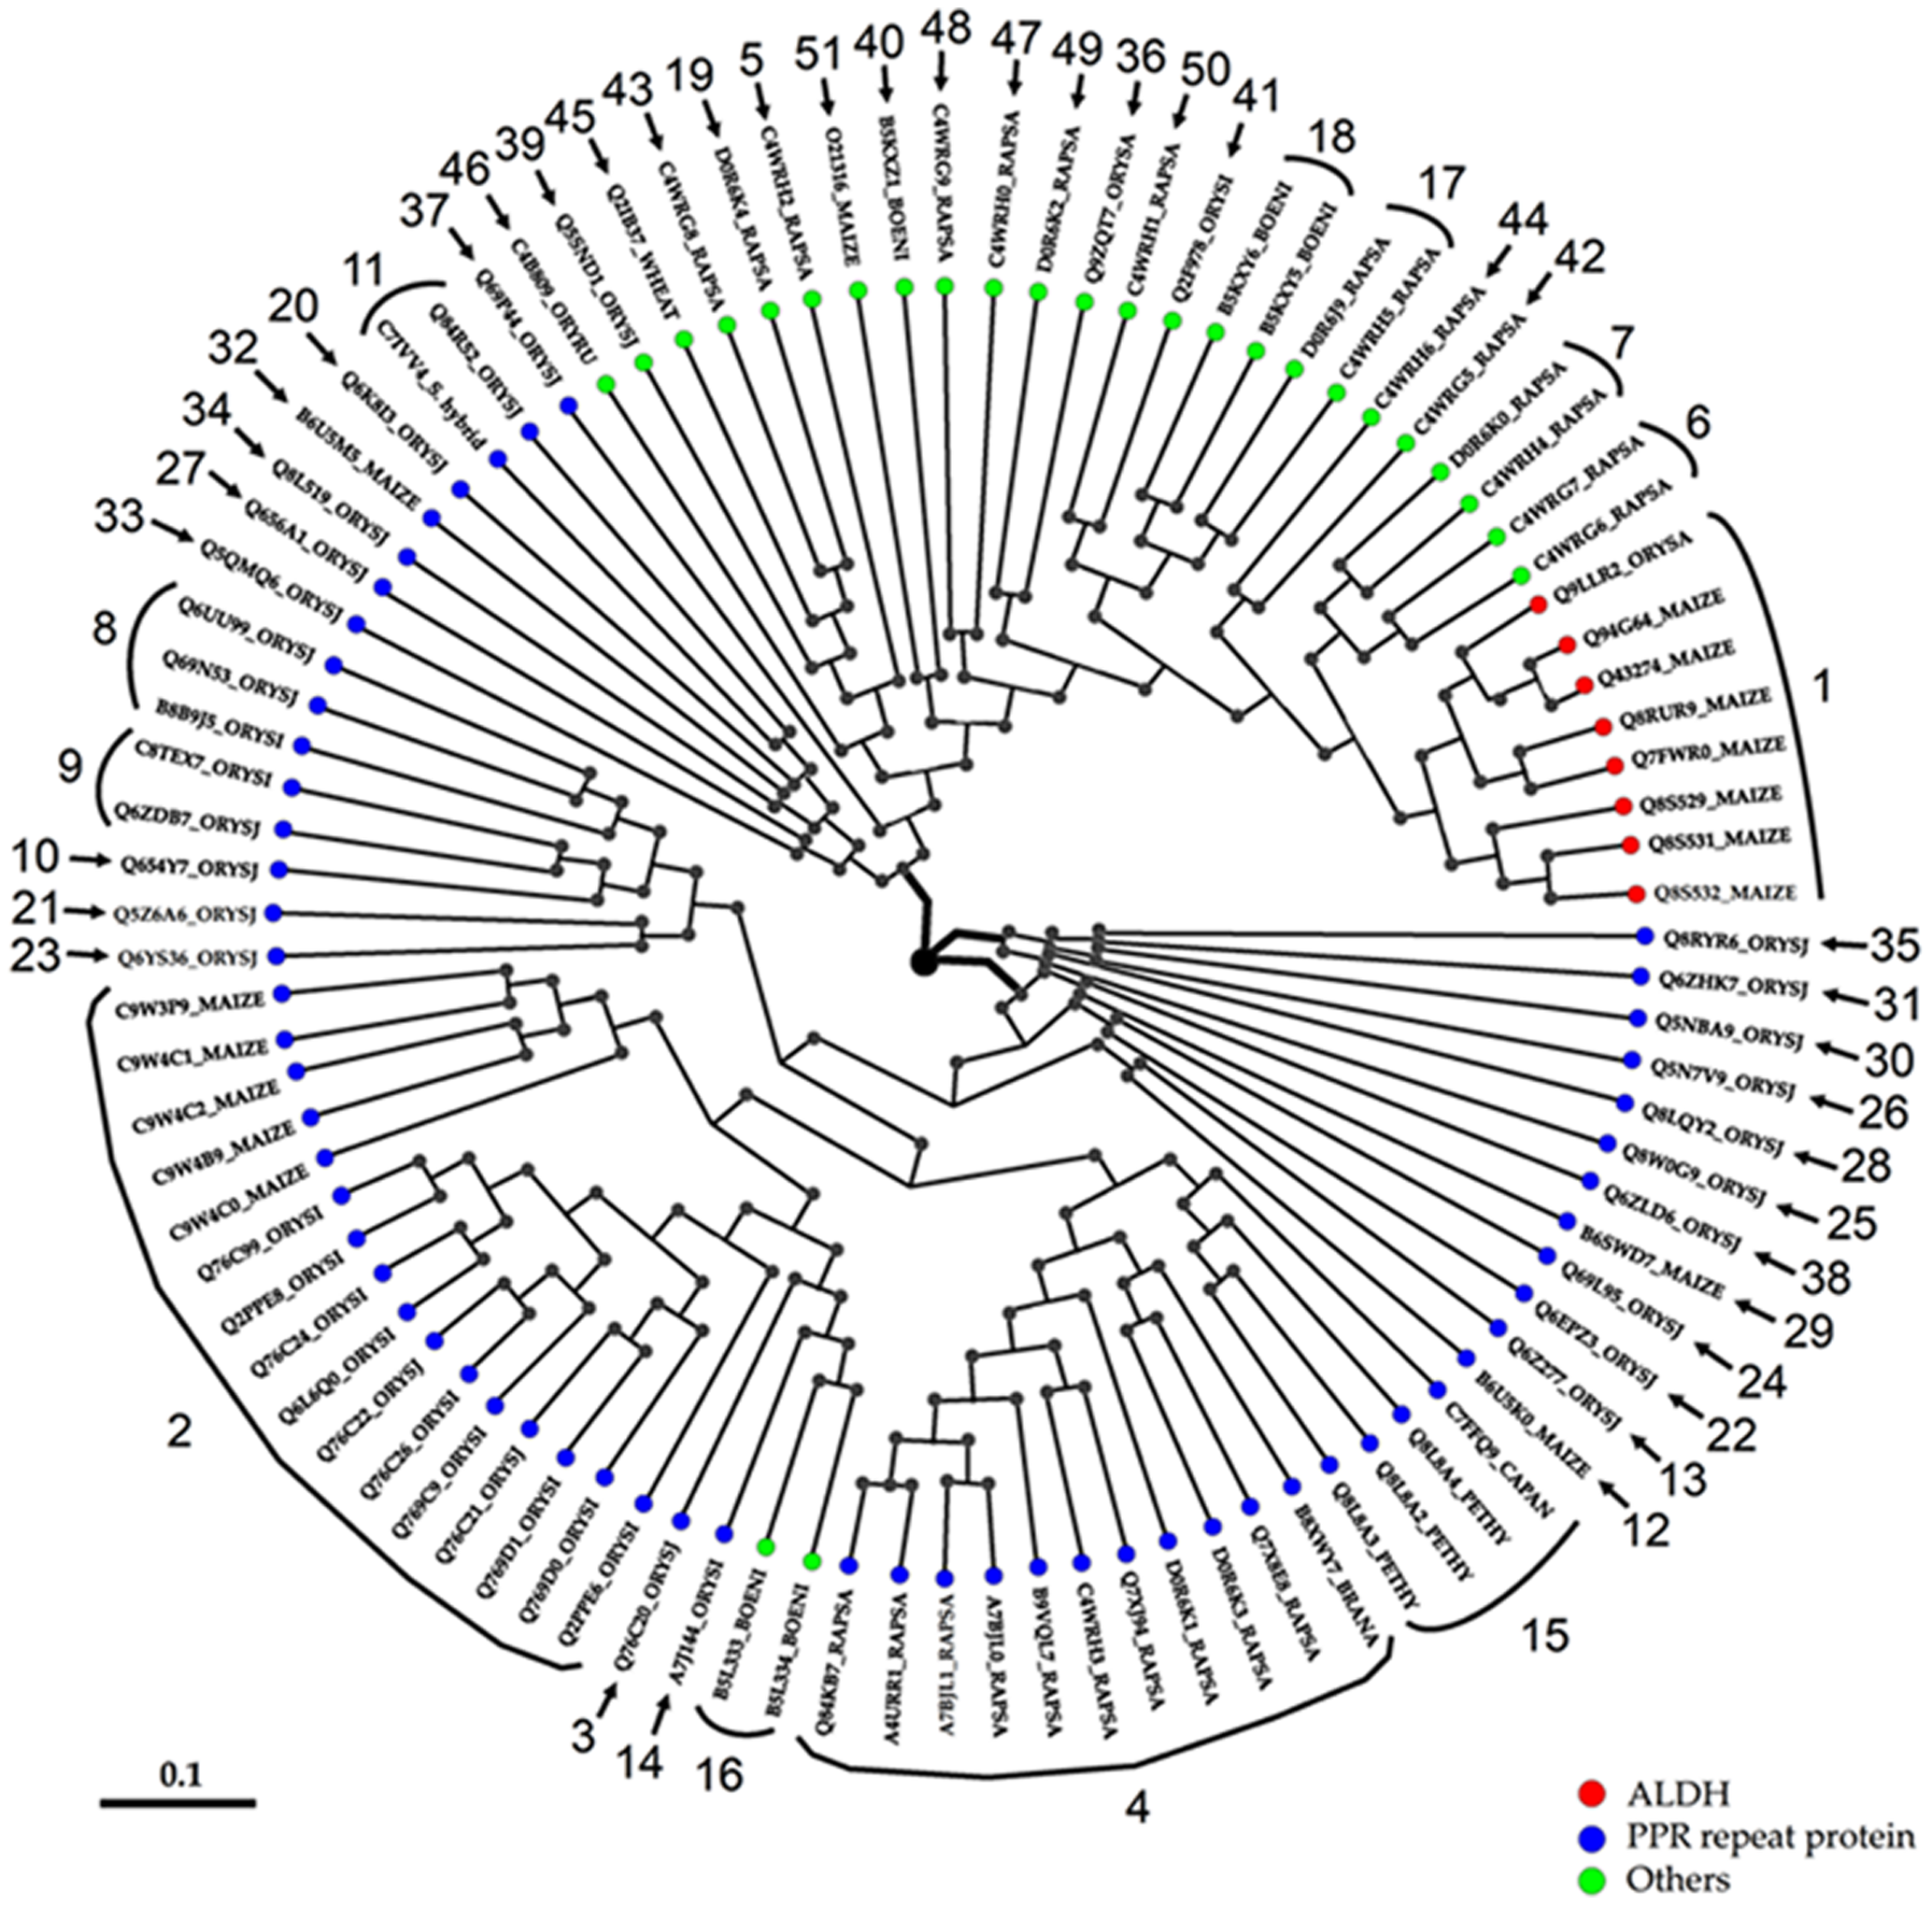 48
47
40
49
51
36
5
50
19
41
43
45
18
39
46
17
37
44
11
42
20
7
32
6
34
27
33
1
8
9
10
21
23
35
31
30
26
28
25
38
29
24
22
13
12
2
15
3
14
16
4
C4WRG9_RAPSA
C4WRH0_RAPSA
D0R6K2_RAPSA
Q9ZQT7_ORYSA
C4WRH1_RAPSA
Q2F978_ORYSI
B5KXY6_BOENI
B5KXY5_BOENI
D0R6J9_RAPSA
C4WRH5_RAPSA
C4WRH6_RAPSA
C4WRG5_RAPSA
D0R6K0_RAPSA
C4WRH4_RAPSA
C4WRG7_RAPSA
C4WRG6_RAPSA
Q9LLR2_ORYSA
Q94G64_MAIZE
Q43274_MAIZE
Q8RUR9_MAIZE
Q7FWR0_MAIZE
Q8S529_MAIZE
Q8S531_MAIZE
Q8S532_MAIZE
Q8RYR6_ORYSJ
Q6ZHK7_ORYSJ
Q5NBA9_ORYSJ
Q5N7V9_ORYSJ
Q8LQY2_ORYSJ
Q8W0G9_ORYSJ
Q6ZLD6_ORYSJ
B6SWD7_MAIZE
Q69L95_ORYSJ
Q6EPZ3_ORYSJ
Q6Z277_ORYSJ
B6U5K0_MAIZE
C7FFQ9_CAPAN
Q8L8A4_PETHY
Q8L8A2_PETHY
Q8L8A3_PETHY
B8XWY7_BRANA
Q7X8E8_RAPSA
D0R6K3_RAPSA
D0R6K1_RAPSA
Q7XJ94_RAPSA
C4WRH3_RAPSA
B9VQL7_RAPSA
A7BJL0_RAPSA
A7BJL1_RAPSA
A4URR1_RAPSA
Q84KB7_RAPSA
B5L334_BOENI
B5L333_BOENI
A7J144_ORYSI
Q76C20_ORYSJ
Q2PPE6_ORYSI
Q769D0_ORYSI
Q769D1_ORYSI
Q76C21_ORYSJ
Q769C9_ORYSI
Q76C26_ORYSI
Q76C22_ORYSJ
Q6L6Q0_ORYSI
Q76C24_ORYSI
Q2PPE8_ORYSI
Q76C99_ORYSI
C9W4C0_MAIZE
C9W4B9_MAIZE
C9W4C2_MAIZE
C9W4C1_MAIZE
C9W3P9_MAIZE
Q6YS36_ORYSJ
Q5Z6A6_ORYSJ
Q654Y7_ORYSJ
Q6ZDB7_ORYSJ
C8TEX7_ORYSI
B8B9J5_ORYSI
Q69N53_ORYSJ
Q6UU99_ORYSJ
Q5QMQ6_ORYSJ
Q656A1_ORYSJ
Q8L519_ORYSJ
B6U5M5_MAIZE
Q6K8D3_ORYSJ
C7IVV4_S. hybrid
Q84R52_ORYSJ
Q69P44_ORYSJ
C4B809_ORYRU
Q5SND1_ORYSJ
Q2IB37_WHEAT
C4WRG8_RAPSA
D0R6K4_RAPSA
C4WRH2_RAPSA
O21316_MAIZE
B5KXZ1_BOENI
0.1
ALDH
PPR repeat protein
Others